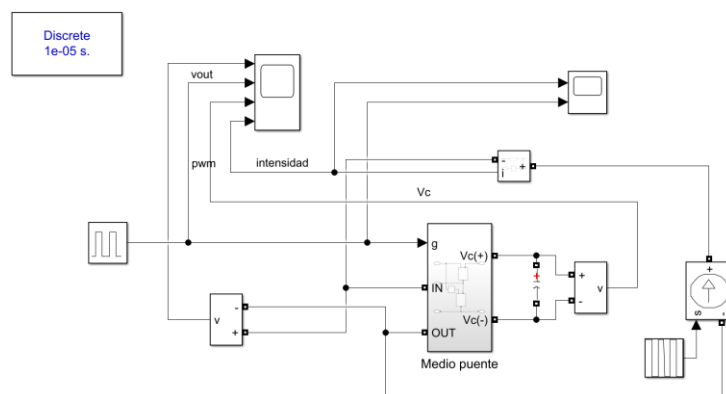 Discrete
1e-05 s.
vout
pwm
intensidad
-
+
i
Vc
g
Vc(+)
IN
Vc(-)
OUT
Medio puente
v
-
+
+
+
-
v
+
s
-